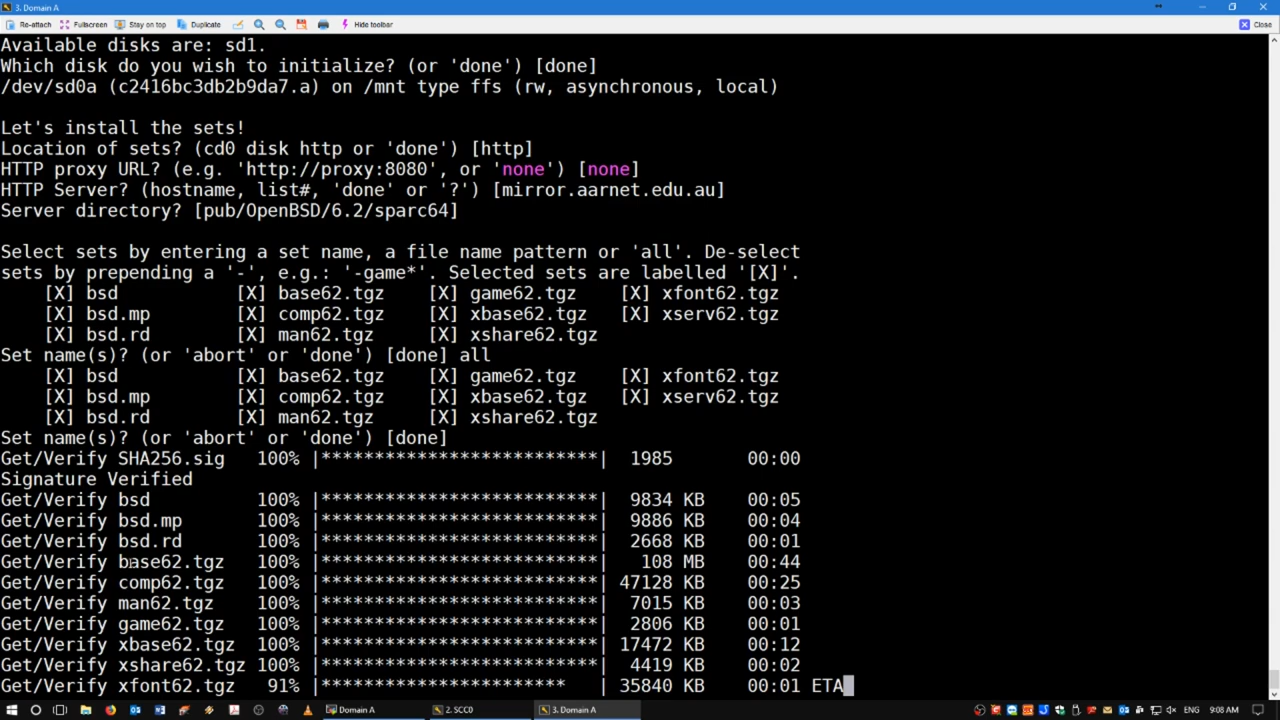 3. Domain A
Re-attach Fullscreen Stay on top Duplicate Hide toolbar Close
Available disks are: sd1.
Which disk do you wish to initialize? (or 'done') [done]
/dev/sd0a (c2416bc3db2b9da7.a) on /mnt type ffs (rw, asynchronous, local)
Let's install the sets!
Location of sets? (cd0 disk http or 'done') [http]
HTTP proxy URL? (e.g. 'http://proxy:8080', or 'none') [none]
HTTP Server? (hostname, list#, 'done' or '?') [mirror.aarnet.edu.au]
Server directory? [pub/OpenBSD/6.2/sparc64]
Select sets by entering a set name, a file name pattern or 'all'. De-select
sets by prepending a '-', e.g.: '-game*'. Selected sets are labelled '[X]'.
[X] bsd [X] base62.tgz [X] game62.tgz [X] xfont62.tgz
[X] bsd.mp [X] comp62.tgz [X] xbase62.tgz [X] xserv62.tgz
[X] bsd.rd [X] man62.tgz [X] xshare62.tgz
Set name(s)? (or 'abort' or 'done') [done] all
[X] bsd [X] base62.tgz [X] game62.tgz [X] xfont62.tgz
[X] bsd.mp [X] comp62.tgz [X] xbase62.tgz [X] xserv62.tgz
[X] bsd.rd [X] man62.tgz [X] xshare62.tgz
Set name(s)? (or 'abort' or 'done') [done]
Get/Verify SHA256.sig 100% |**************************| 1985 00:00
Signature Verified
Get/Verify bsd 100% |**************************| 9834 KB 00:05
Get/Verify bsd.mp 100% |**************************| 9886 KB 00:04
Get/Verify bsd.rd 100% |**************************| 2668 KB 00:01
Get/Verify base62.tgz 100% |**************************| 108 MB 00:44
Get/Verify comp62.tgz 100% |**************************| 47128 KB 00:25
Get/Verify man62.tgz 100% |**************************| 7015 KB 00:03
Get/Verify game62.tgz 100% |**************************| 2806 KB 00:01
Get/Verify xbase62.tgz 100% |**************************| 17472 KB 00:12
Get/Verify xshare62.tgz 100% |**************************| 4419 KB 00:02
Get/Verify xfont62.tgz 91% |*********************** | 35840 KB 00:01 ETA
Domain A 2. SCC0 3. Domain A ENG 9:08 AM